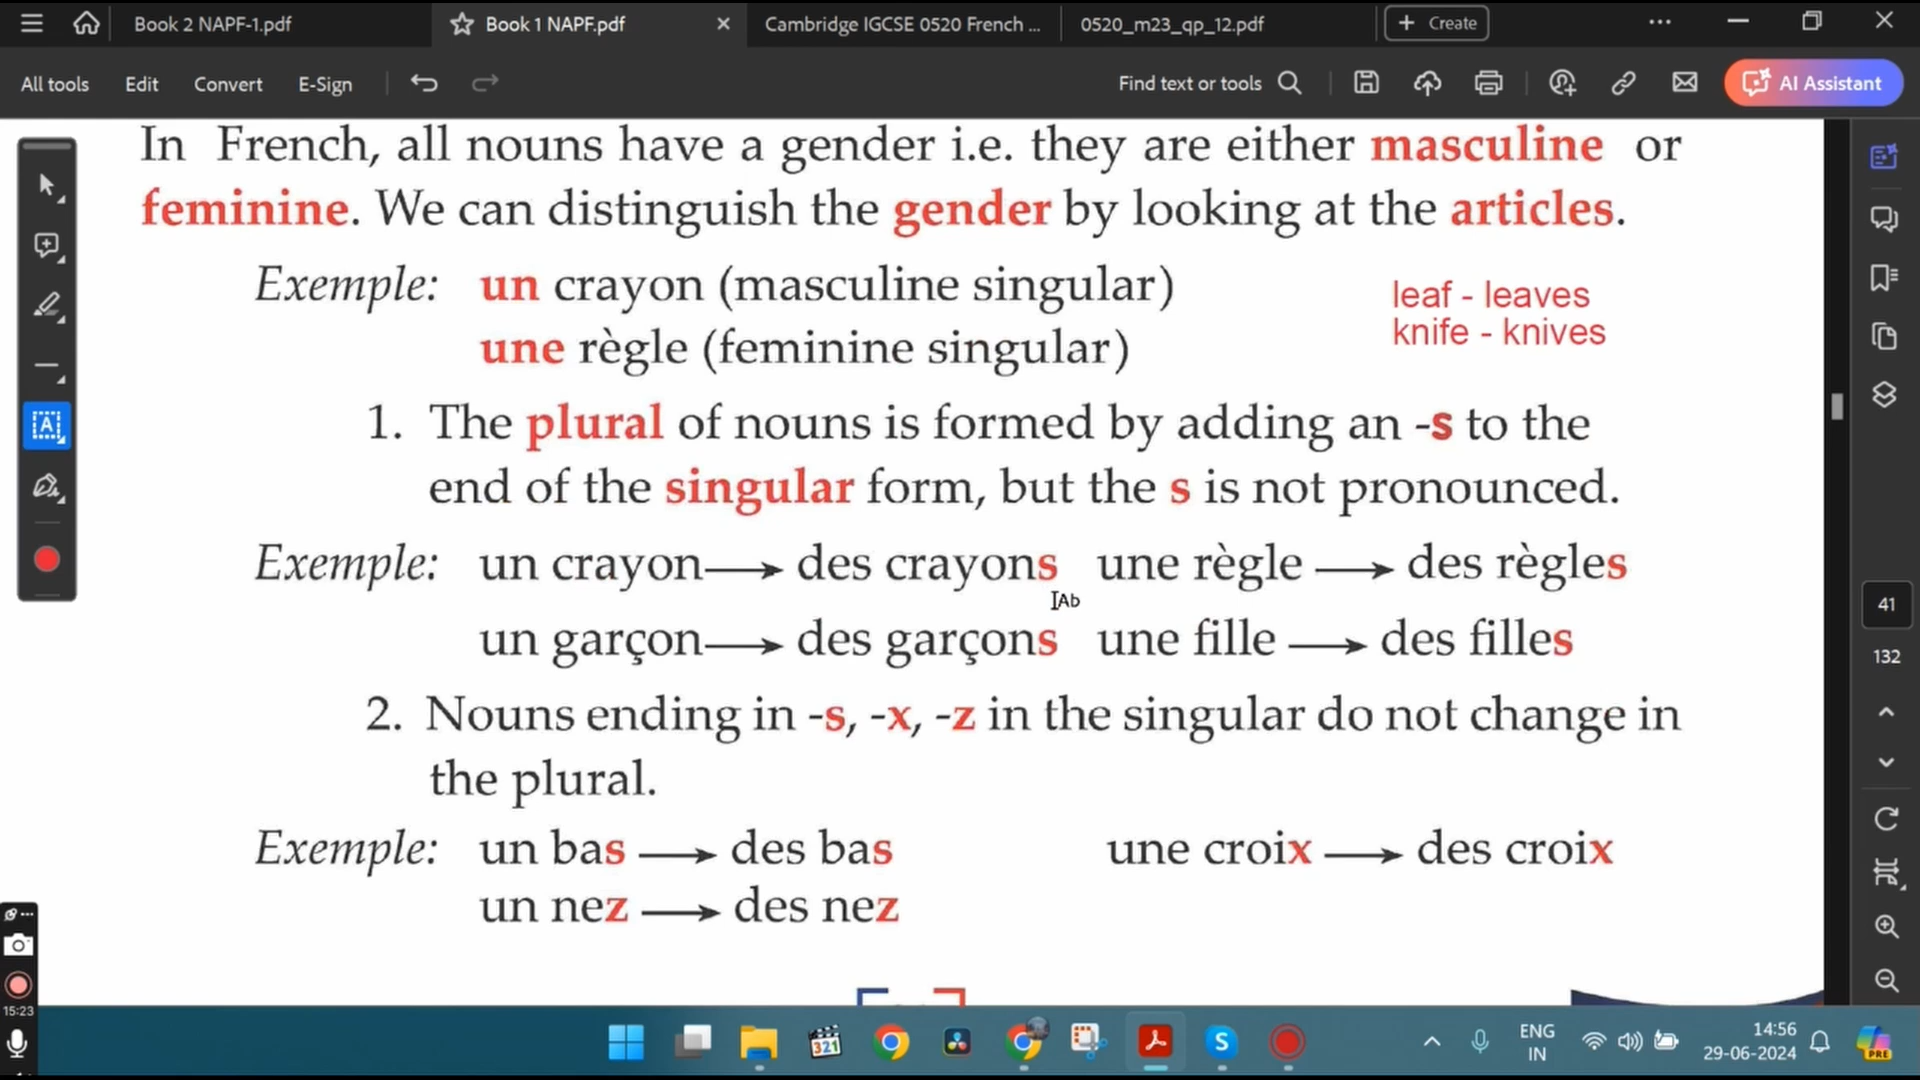 Book 2 NAPF-1.pdf Book 1 NAPF.pdf Cambridge IGCSE 0520 French ... 0520_m23_qp_12.pdf + Create
All tools Edit Convert E-Sign Find text or tools AI Assistant
In French, all nouns have a gender i.e. they are either masculine or
feminine. We can distinguish the gender by looking at the articles.
Exemple: un crayon (masculine singular)
leaf - leaves
une règle (feminine singular)
knife - knives
1. The plural of nouns is formed by adding an -s to the
end of the singular form, but the s is not pronounced.
Exemple: un crayon → des crayons une règle → des règles
Ab
41
un garçon → des garçons une fille → des filles
132
2. Nouns ending in -s, -x, -z in the singular do not change in
the plural.
Exemple: un bas → des bas une croix → des croix
un nez → des nez
15:23
321
ENG
IN
14:56
29-06-2024
PRE